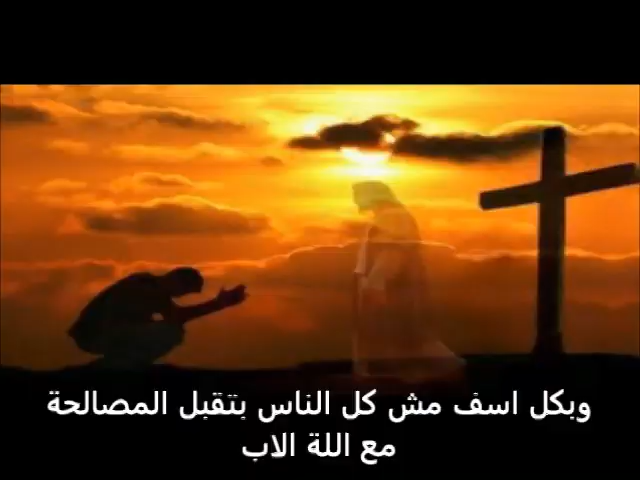 وبكل اسف مش كل الناس بتقبل المصالحة
مع اللة الاب